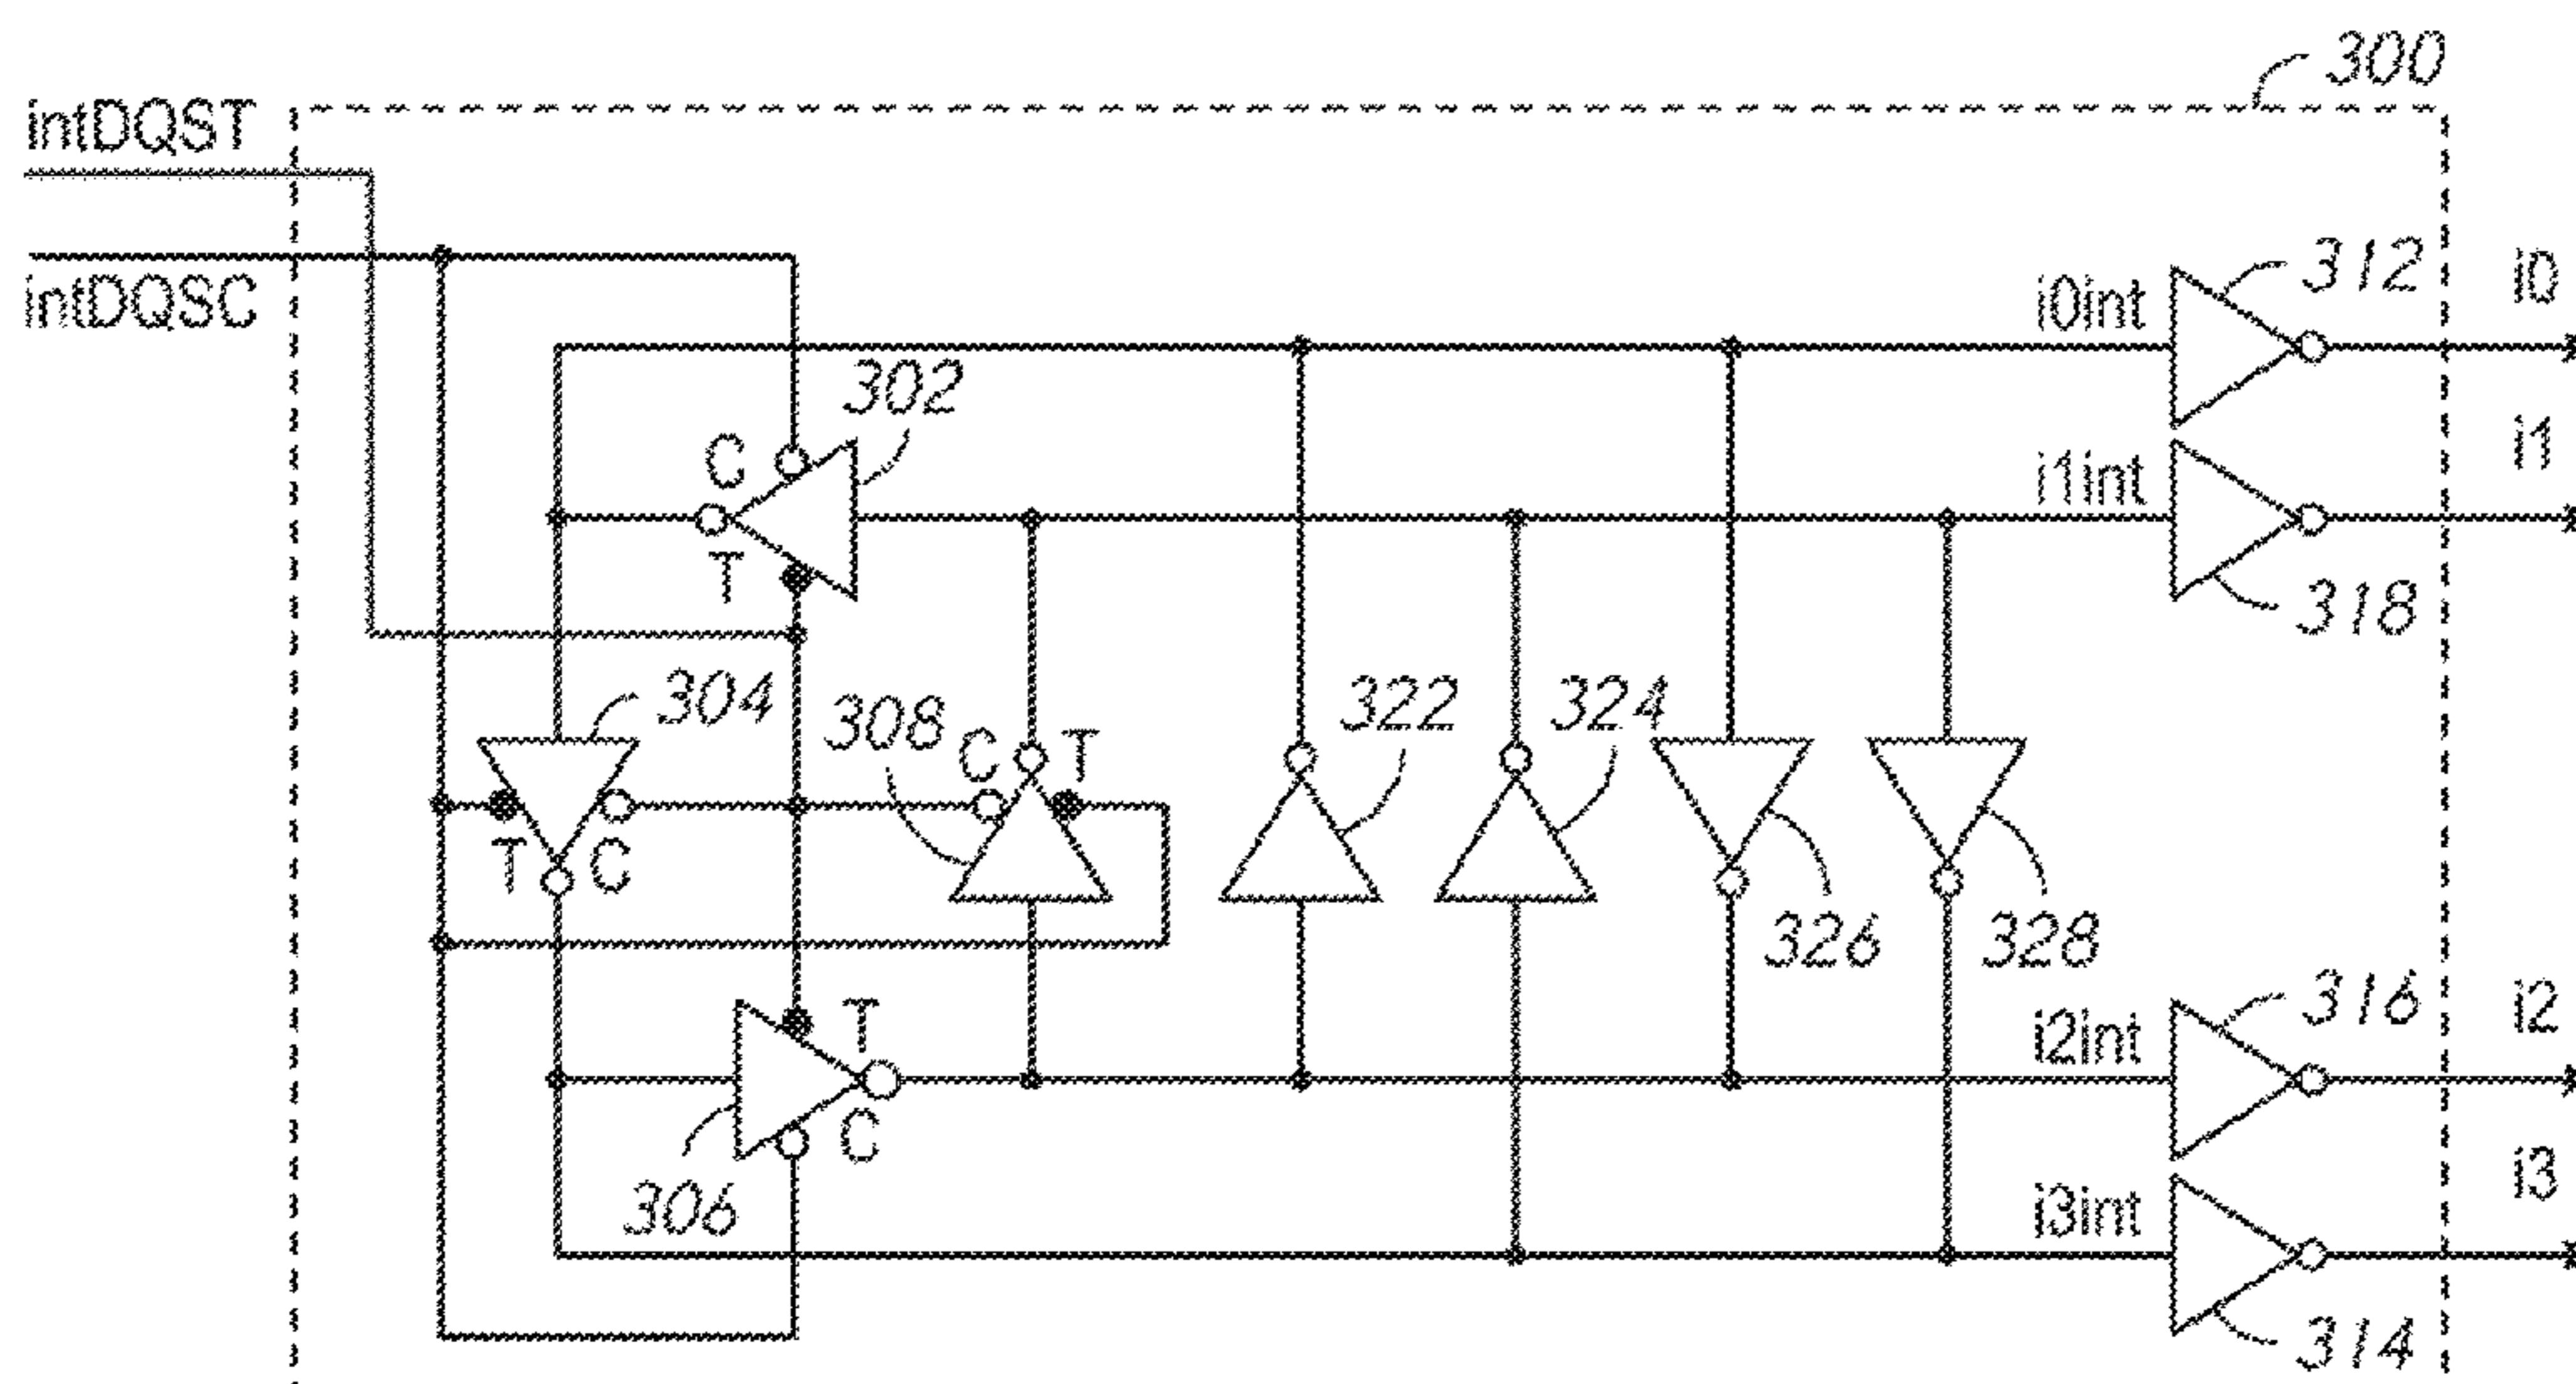 300
intDQST
intDQSC
312
i0int
i0
302
C
i1int
i1
T
318
304
308
C
T
322
324
T
C
326
328
T
i2int
316
i2
C
306
i3int
i3
314